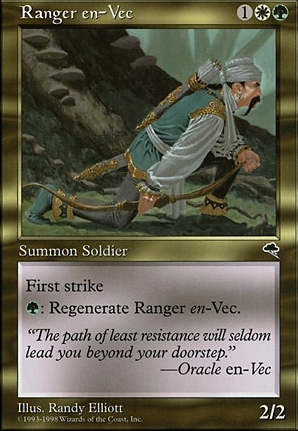 Ranger en-Vec 1
Summon Soldier
First strike
: Regenerate Ranger en-Vec.
"The path of least resistance will seldom
lead you beyond your doorstep."
—Oracle en-Vec
Illus. Randy Elliott
©1993-1998 Wizards of the Coast, Inc.
2/2